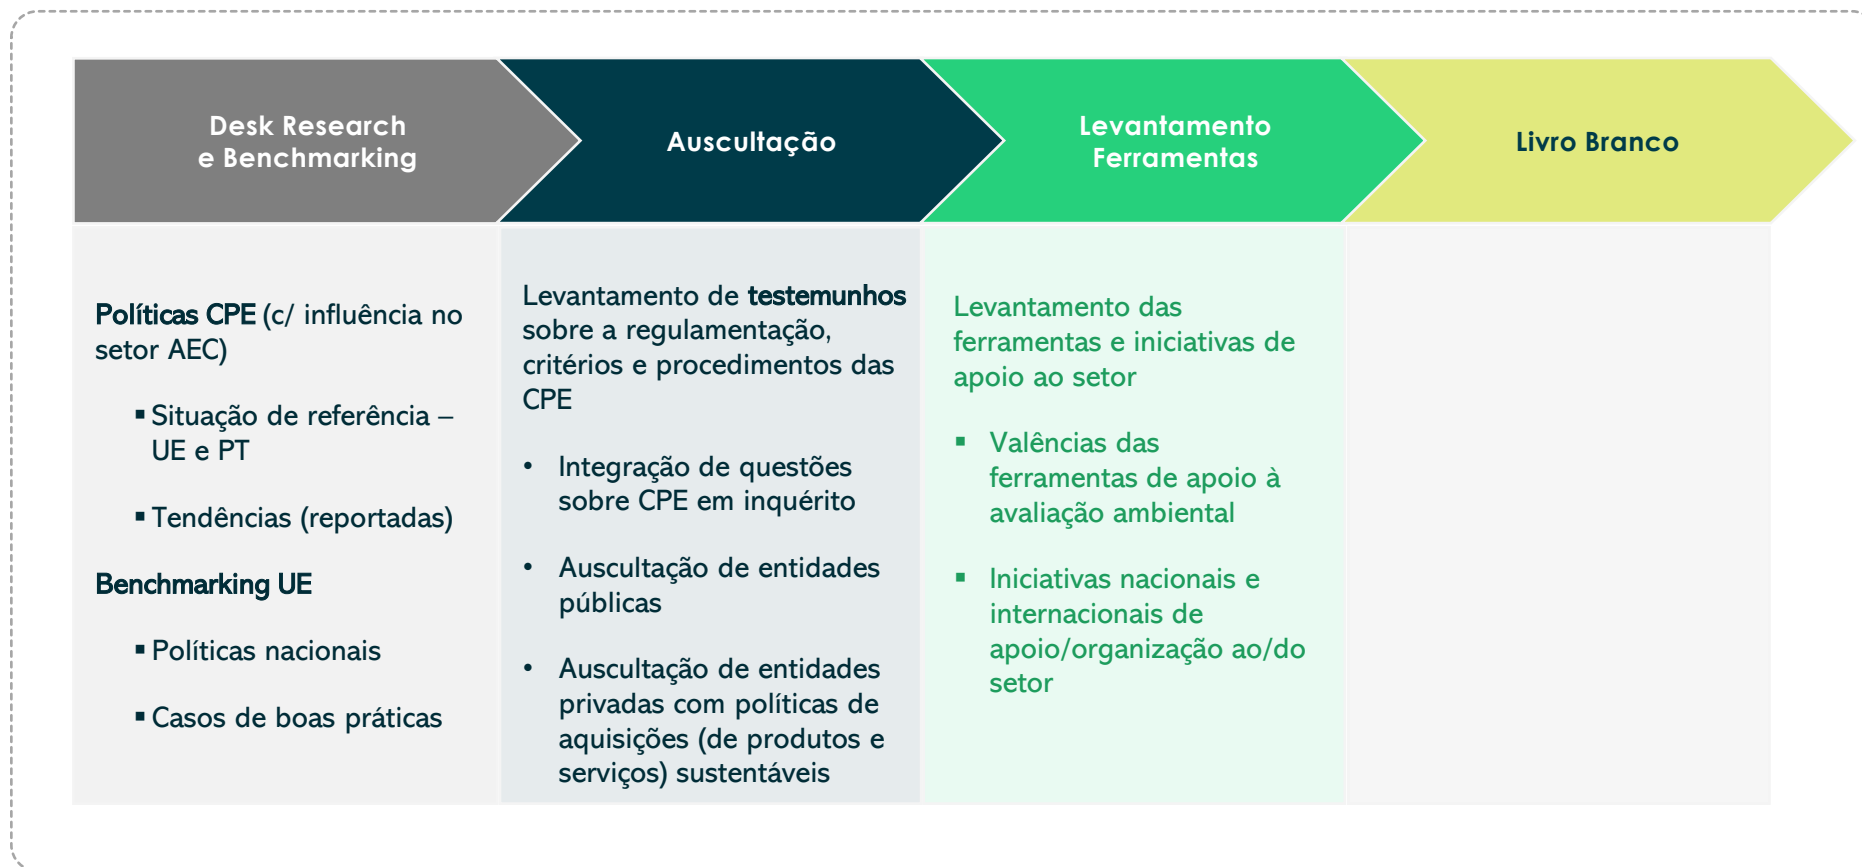 Desk Research
e Benchmarking
Auscultação
Levantamento
Ferramentas
Livro Branco
Políticas CPE (c/ influência no
setor AEC)
▪ Situação de referência –
UE e PT
▪ Tendências (reportadas)
Benchmarking UE
▪ Políticas nacionais
▪ Casos de boas práticas
Levantamento de testemunhos
sobre a regulamentação,
critérios e procedimentos das
CPE
• Integração de questões
sobre CPE em inquérito
• Auscultação de entidades
públicas
• Auscultação de entidades
privadas com políticas de
aquisições (de produtos e
serviços) sustentáveis
Levantamento das
ferramentas e iniciativas de
apoio ao setor
▪ Valências das
ferramentas de apoio à
avaliação ambiental
▪ Iniciativas nacionais e
internacionais de
apoio/organização ao/do
setor